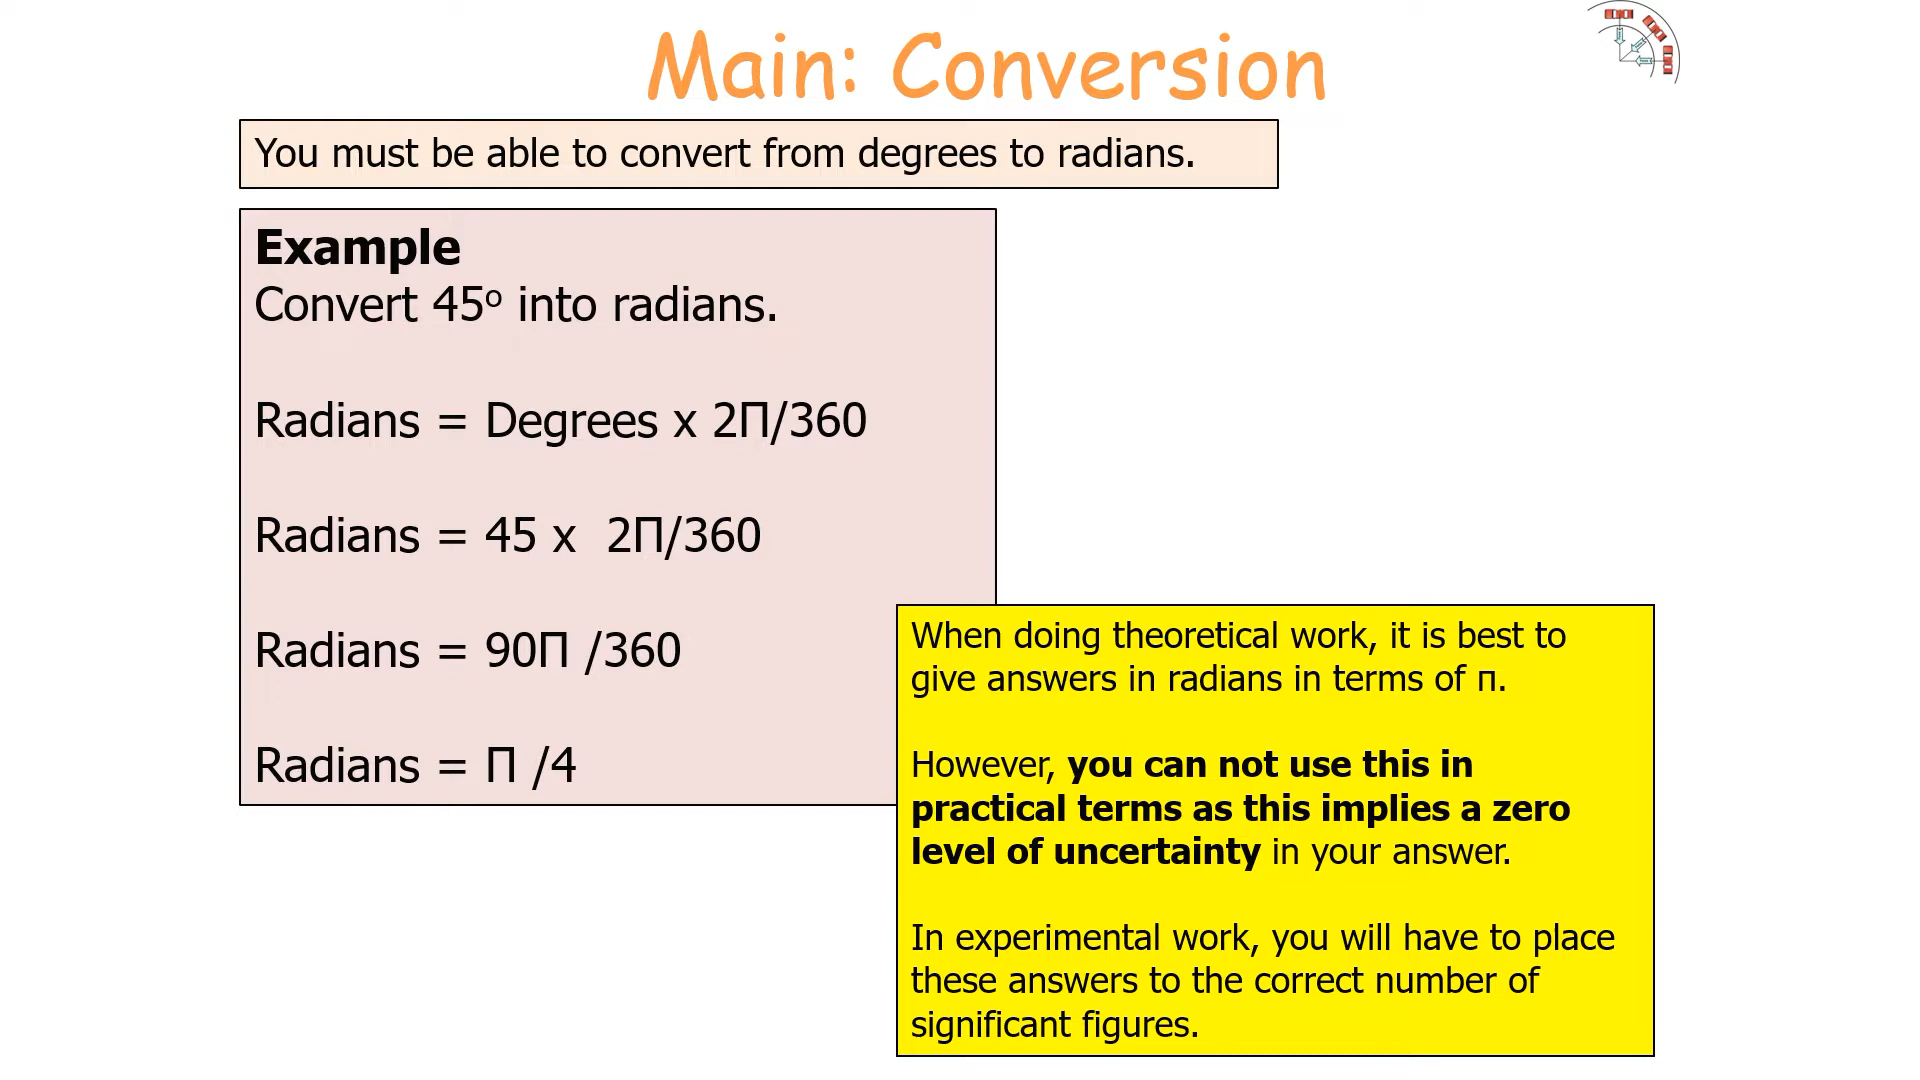 Main: Conversion
You must be able to convert from degrees to radians.
Example
Convert 45º into radians.
Radians = Degrees x 2Π/360
Radians = 45 x  2Π/360
Radians = 90Π /360
Radians = Π /4
When doing theoretical work, it is best to
give answers in radians in terms of π.
However, you can not use this in
practical terms as this implies a zero
level of uncertainty in your answer.
In experimental work, you will have to place
these answers to the correct number of
significant figures.